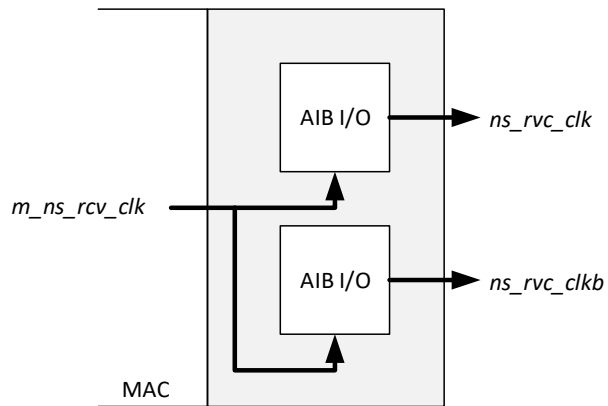 AIB I/O
ns_rvc_clk
m_ns_rcv_clk
AIB I/O
ns_rvc_clkb
MAC